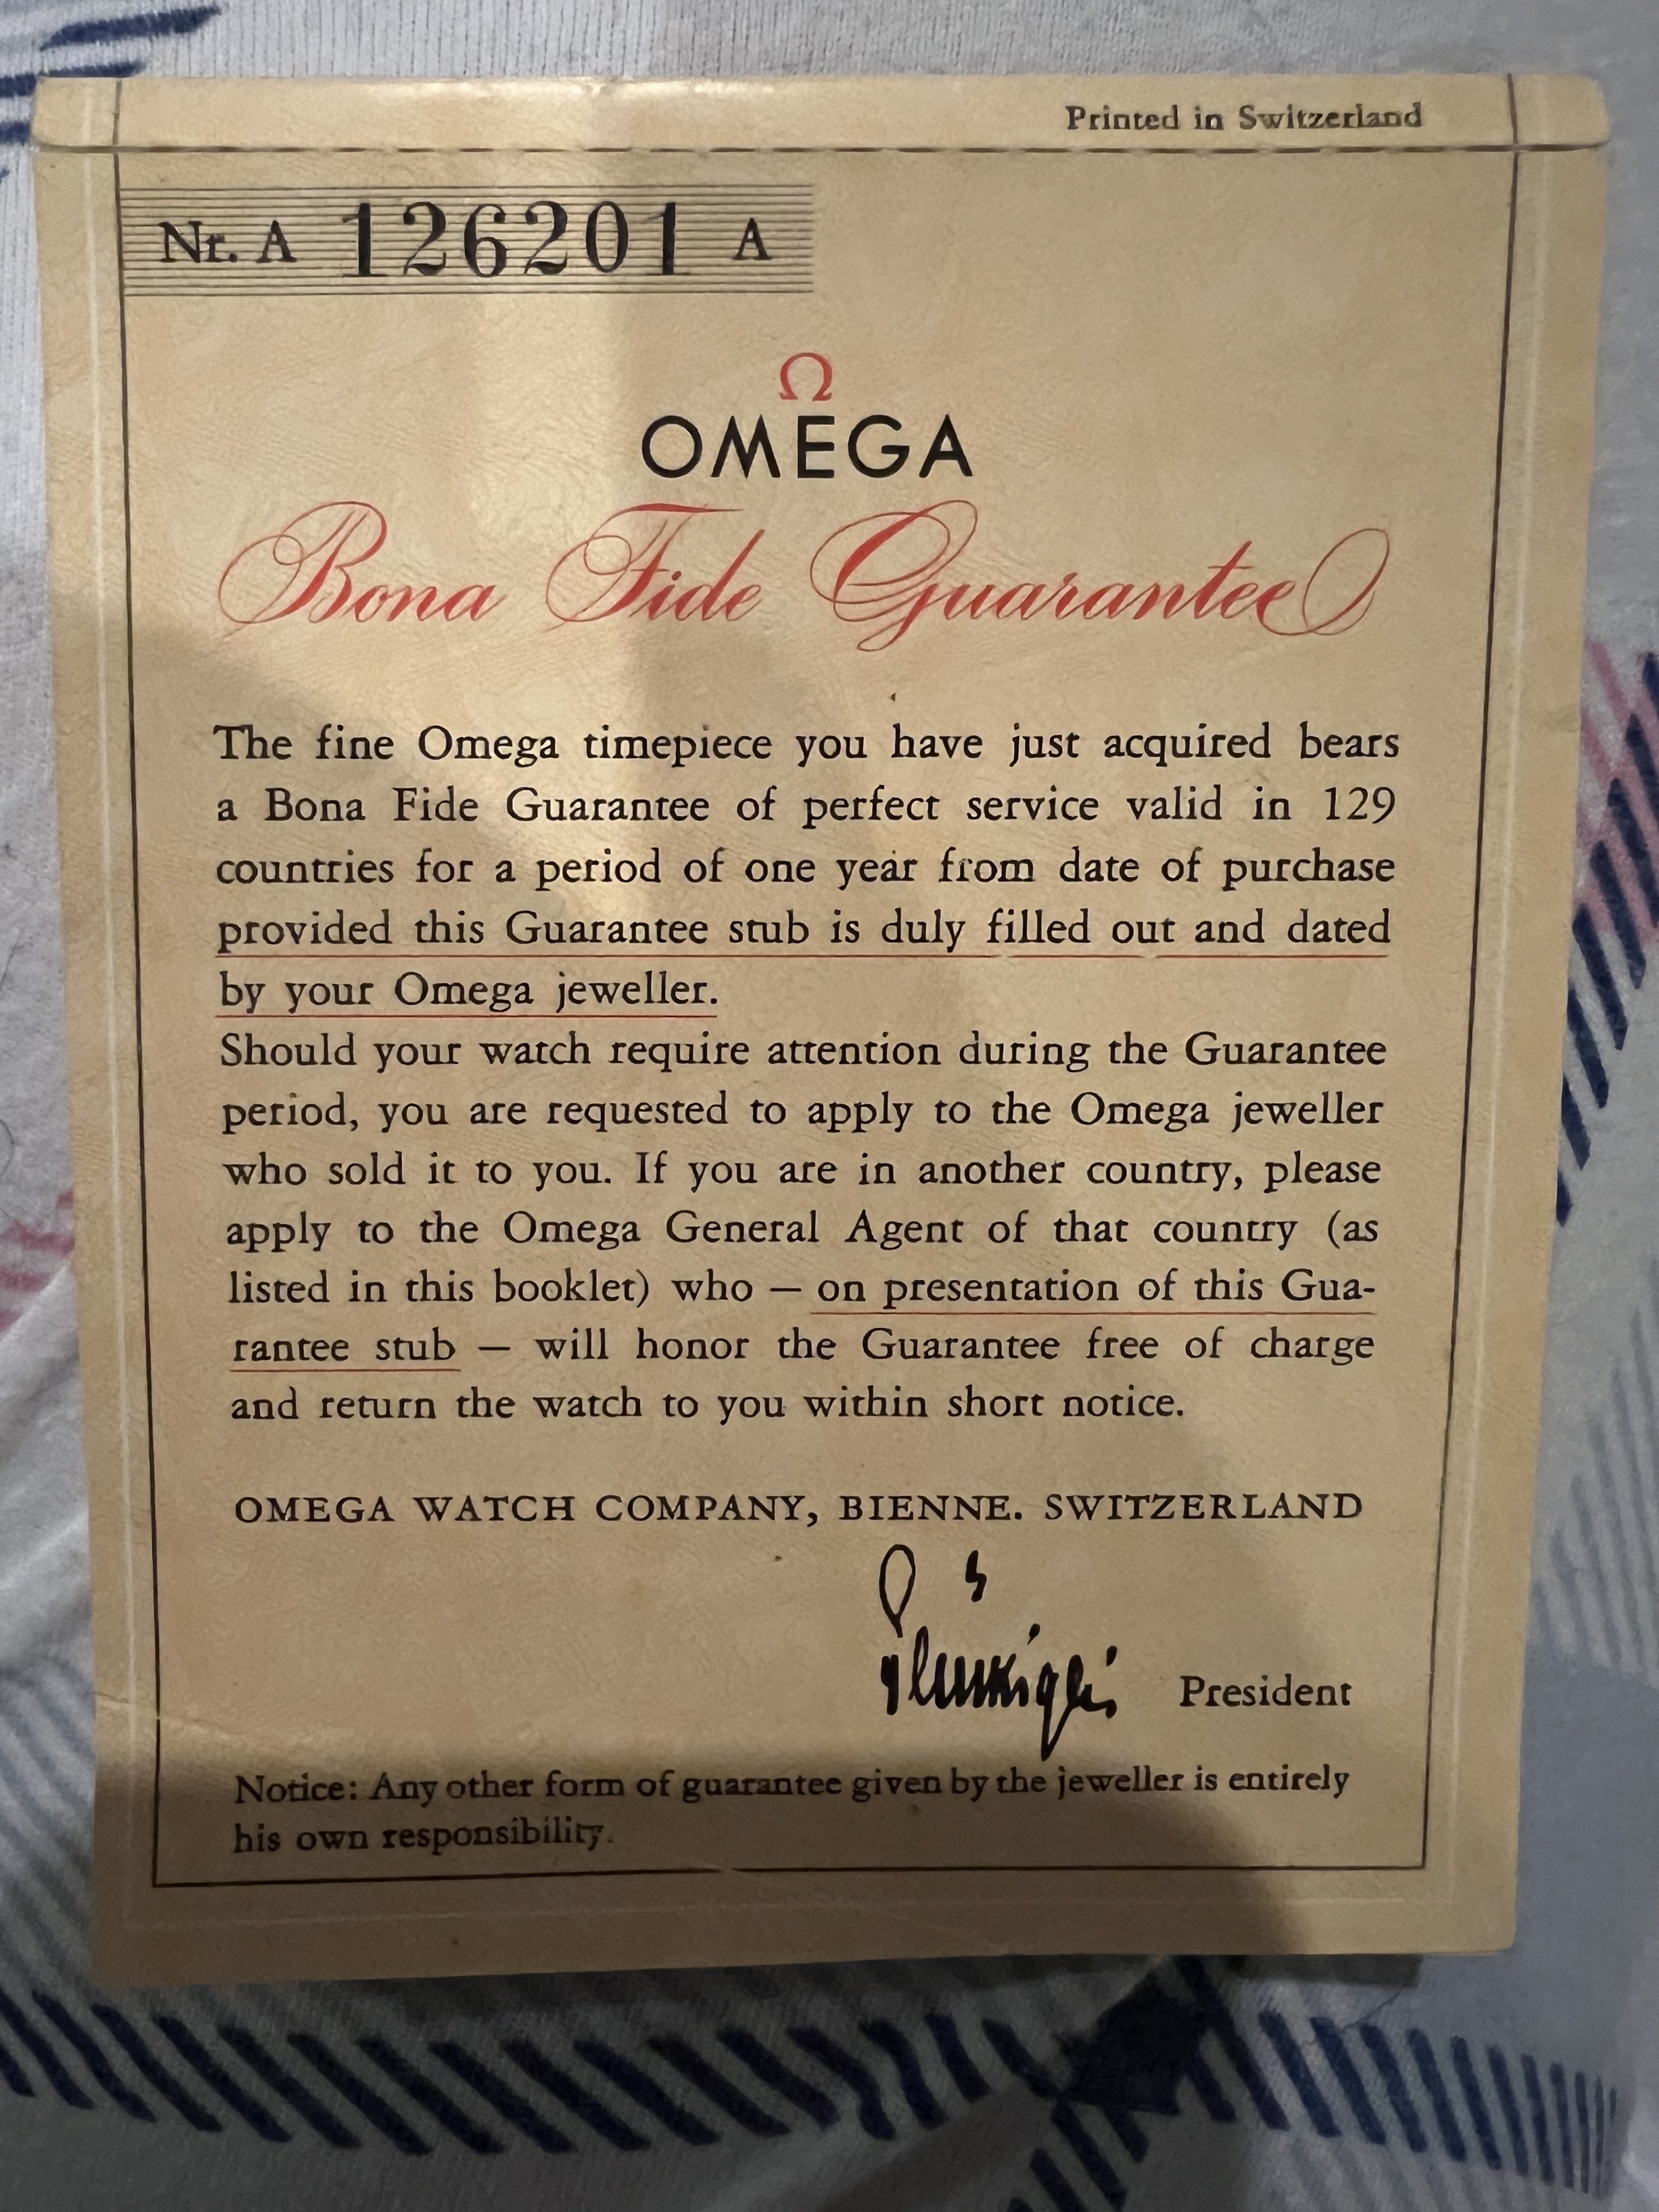 Printed in Switzerland
Nr. A 126201 A
Ω
OMEGA
Bona Fide Guarantee
The fine Omega timepiece you have just acquired bears
a Bona Fide Guarantee of perfect service valid in 129
countries for a period of one year from date of purchase
provided this Guarantee stub is duly filled out and dated
by your Omega jeweller.
Should your watch require attention during the Guarantee
period, you are requested to apply to the Omega jeweller
who sold it to you. If you are in another country, please
apply to the Omega General Agent of that country (as
listed in this booklet) who — on presentation of this Gua-
rantee stub — will honor the Guarantee free of charge
and return the watch to you within short notice.
OMEGA WATCH COMPANY, BIENNE. SWITZERLAND
President
Notice: Any other form of guarantee given by the jeweller is entirely
his own responsibility.